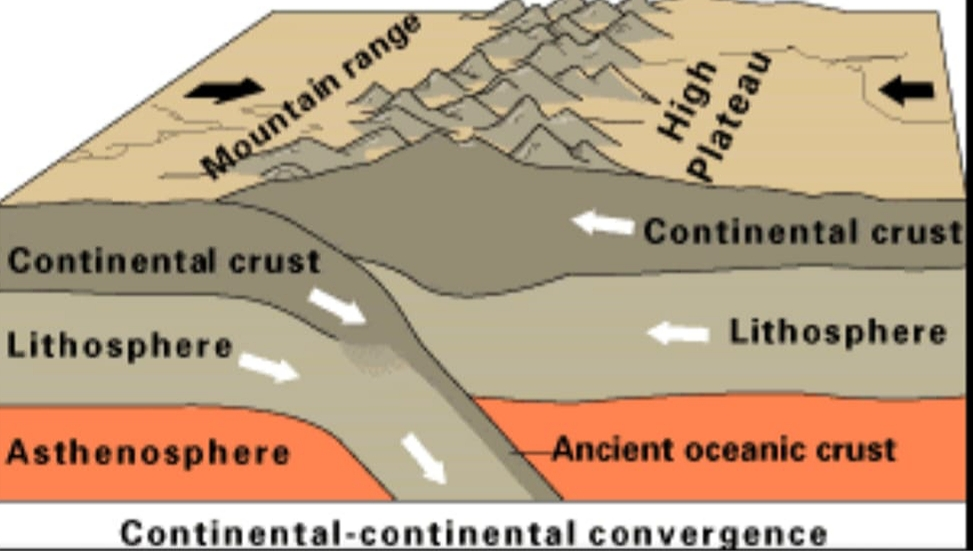 Mountain range
High
Plateau
Continental crust
Continental crust
Lithosphere
Lithosphere
Asthenosphere
Ancient oceanic crust
Continental-continental convergence